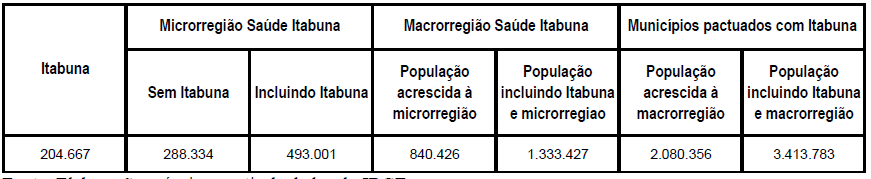 Itabuna
Microrregião Saúde Itabuna
Macrorregião Saúde Itabuna
Municípios pactuados com Itabuna
Sem Itabuna
Incluindo Itabuna
População
acrescida à
microrregião
População
incluindo Itabuna
e microrregiao
População
acrescida à
macrorregião
População
incluindo Itabuna
e macrorregião
204.667
288.334
493.001
840.426
1.333.427
2.080.356
3.413.783